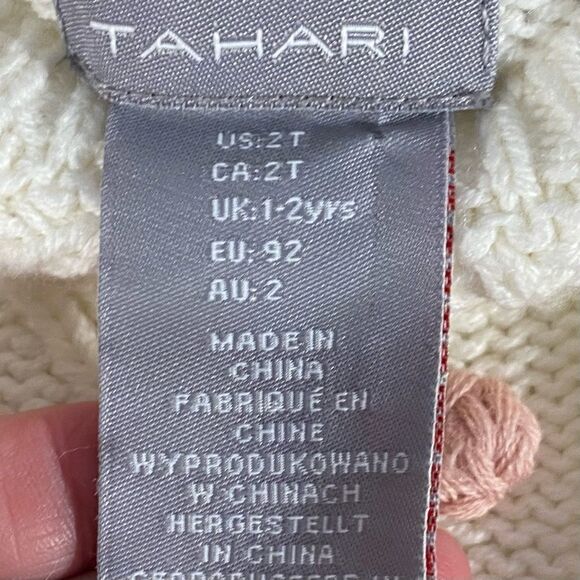 TAHARI
US:2T
CA:2T
UK:1-2yrs
EU:92
AU:2
MADE IN
CHINA
FABRIQUÉ EN
CHINE
WYPRODUKOWANO
W CHINACH
HERGESTELLT
IN CHINA